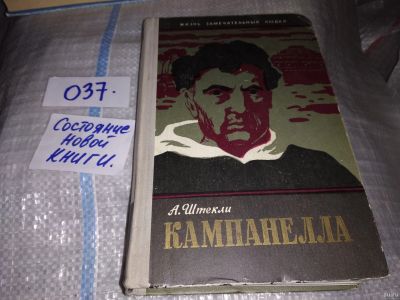 ЖИЗНЬ ЗАМЕЧАТЕЛЬНЫХ ЛЮДЕЙ
037.
Состояние
Новой
Книги.
А. Штекли
КАМПАНЕЛЛА